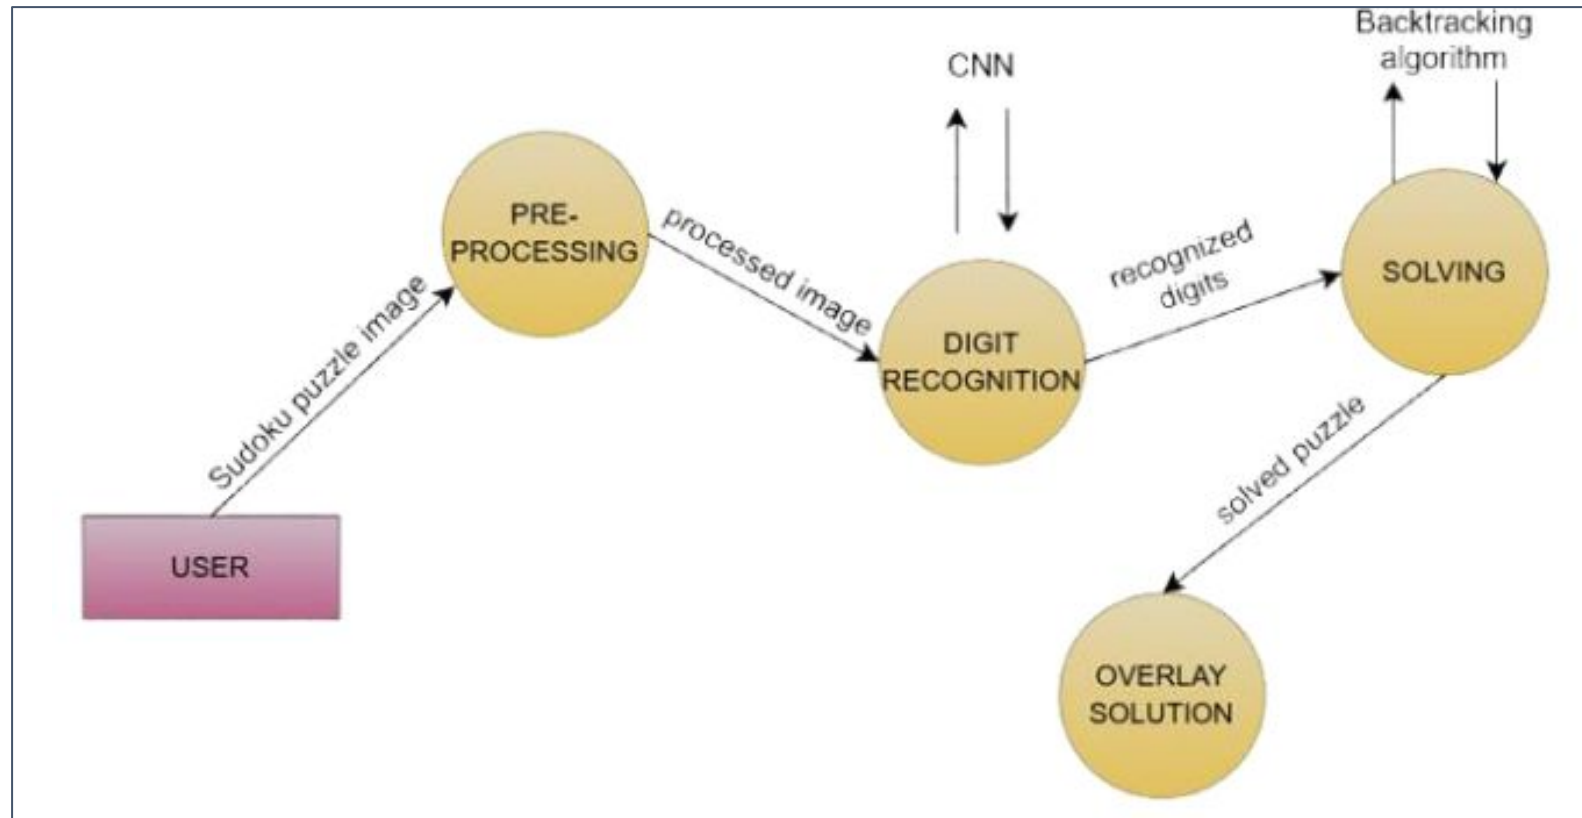 Backtracking
algorithm
CNN
PRE-
PROCESSING
processed image
recognized
digits
SOLVING
Sudoku puzzle image
DIGIT
RECOGNITION
solved puzzle
USER
OVERLAY
SOLUTION